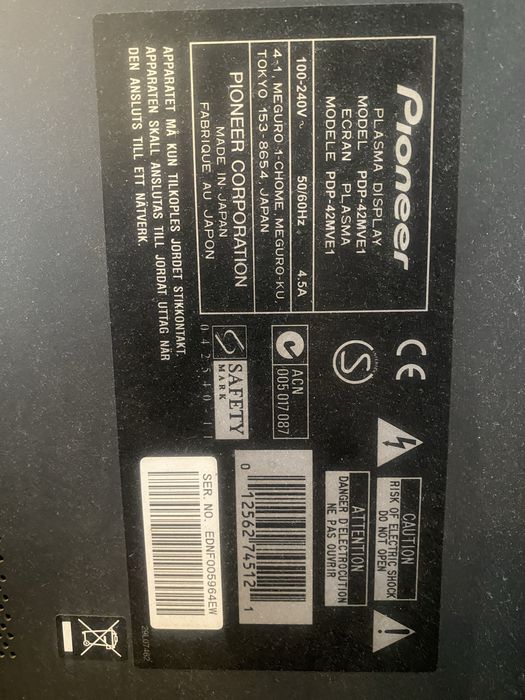 Pioneer
PLASMA DISPLAY
MODEL PDP-42MVE1
ECRAN PLASMA
MODELE PDP-42MVE1
100-240V ~ 50/60Hz 4.5A
4-1, MEGURO 1-CHOME, MEGURO-KU
TOKYO 153-8654, JAPAN
PIONEER CORPORATION
MADE IN JAPAN
FABRIQUE AU JAPON
APPARATET MÅ KUN TILKOPLES JORDET STIKKONTAKT.
APPARATEN SKALL ANSLUTAS TILL JORDAT UTTAG NÄR
DEN ANSLUTS TILL ETT NÄTVERK.
CE
S
ACN
005 017 087
SAFETY
MARK
042540-11
CAUTION
RISK OF ELECTRIC SHOCK
DO NOT OPEN
ATTENTION
DANGER D'ELECTROCUTION
NE PAS OUVRIR
0 12562 74512 1
SER. NO. EDNF005964EW